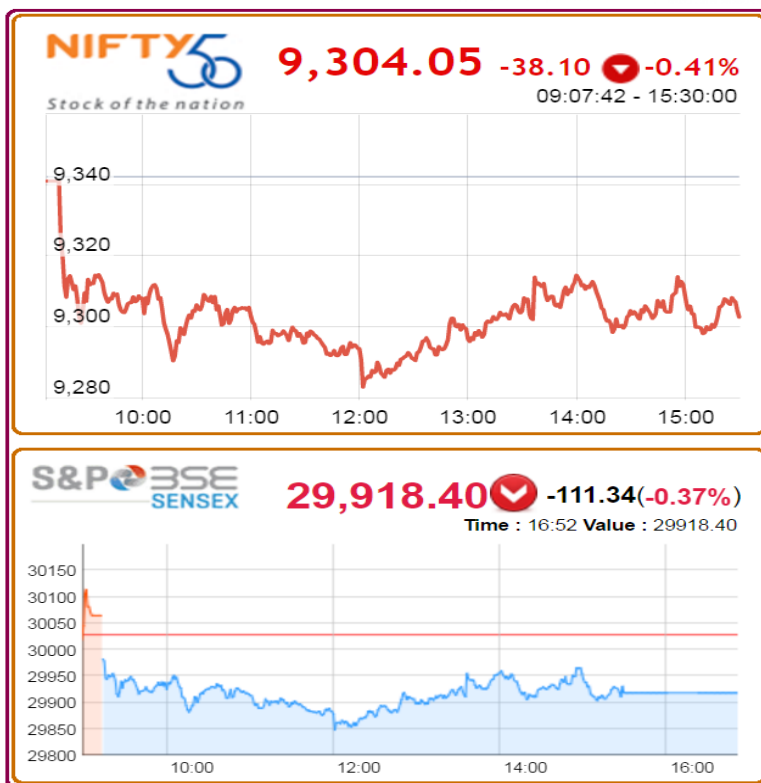 NIFTY 50
Stock of the nation
9,304.05 -38.10 -0.41%
09:07:42 - 15:30:00
9,340
9,320
9,300
9,280
10:00 11:00 12:00 13:00 14:00 15:00
S&P BSE
SENSEX
29,918.40 -111.34(-0.37%)
Time : 16:52 Value : 29918.40
30150
30100
30050
30000
29950
29900
29850
29800
10:00 12:00 14:00 16:00